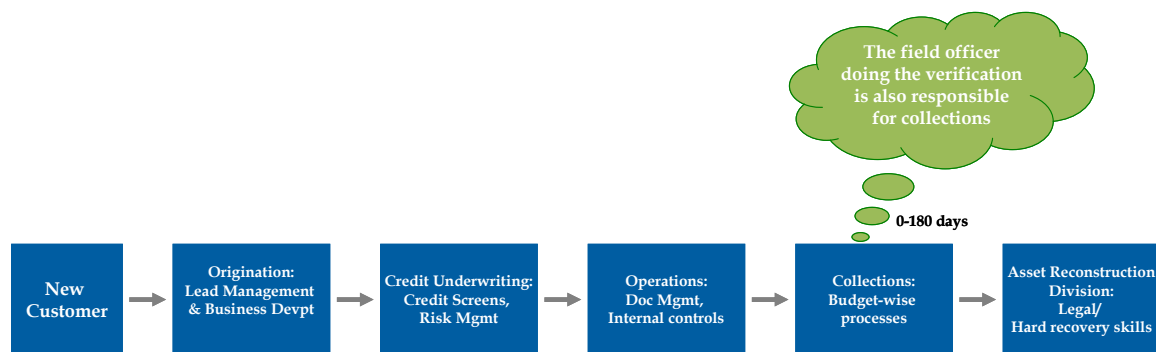 The field officer
doing the verification
is also responsible
for collections
0-180 days
New
Customer
Origination:
Lead Management
& Business Devpt
Credit Underwriting:
Credit Screens,
Risk Mgmt
Operations:
Doc Mgmt,
Internal controls
Collections:
Budget-wise
processes
Asset Reconstruction
Division:
Legal/
Hard recovery skills